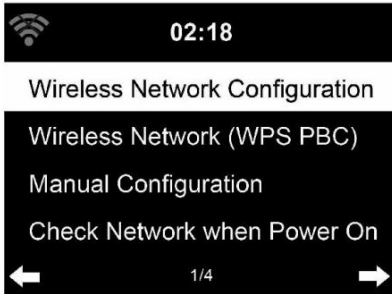 02:18
Wireless Network Configuration
Wireless Network (WPS PBC)
Manual Configuration
Check Network when Power On
1/4